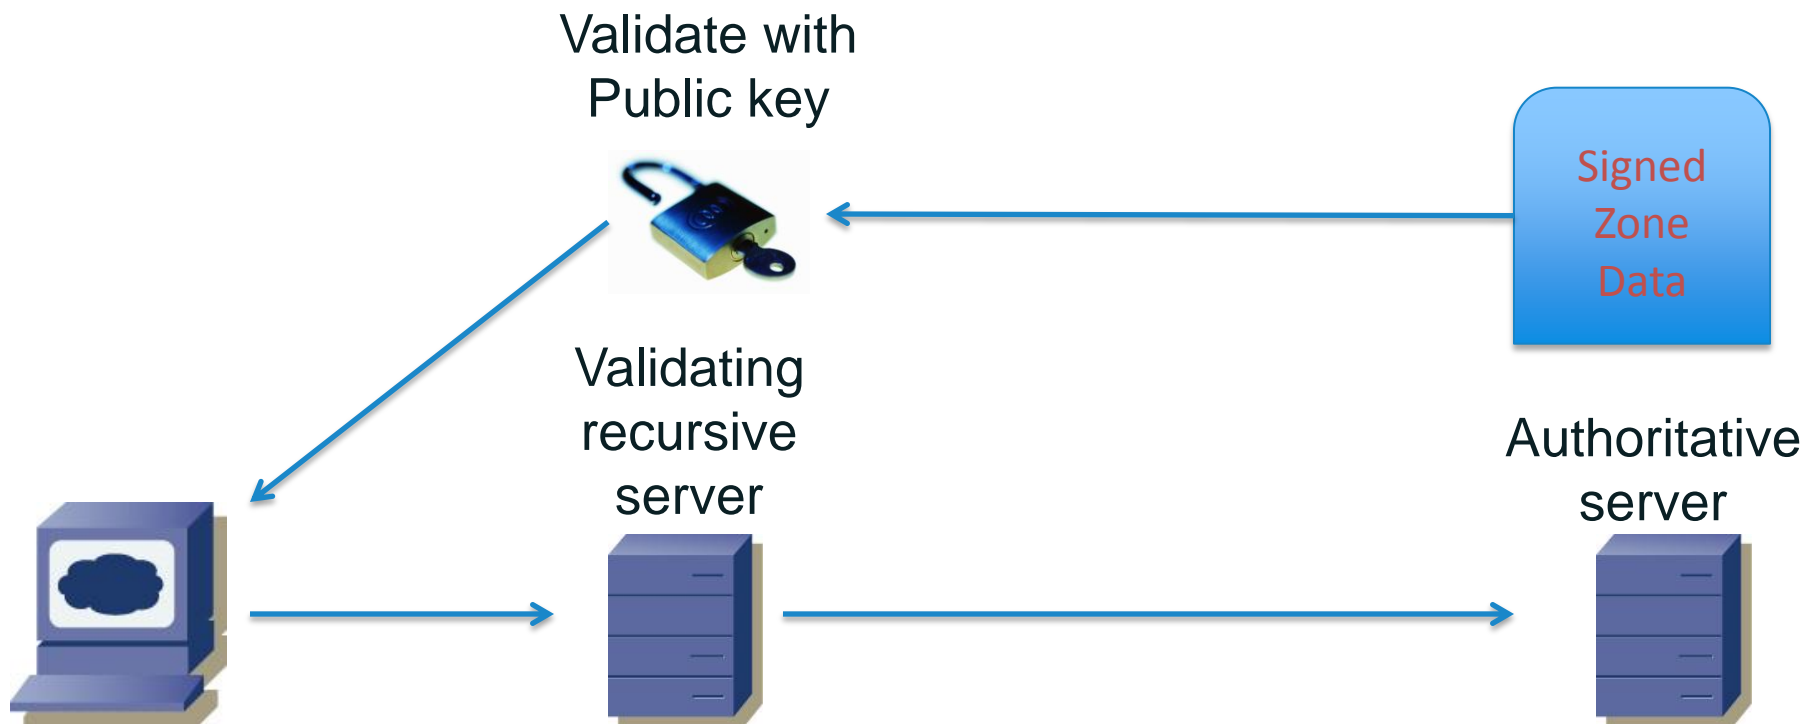 Validate with
Public key
Signed
Zone
Data
Validating
recursive
server
Authoritative
server